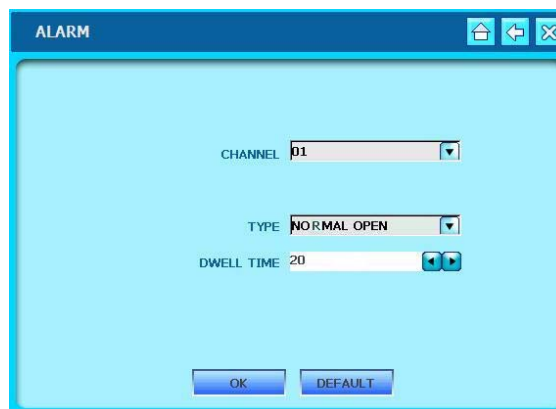 ALARM
CHANNEL 01
TYPE NORMAL OPEN
DWELL TIME 20
OK DEFAULT